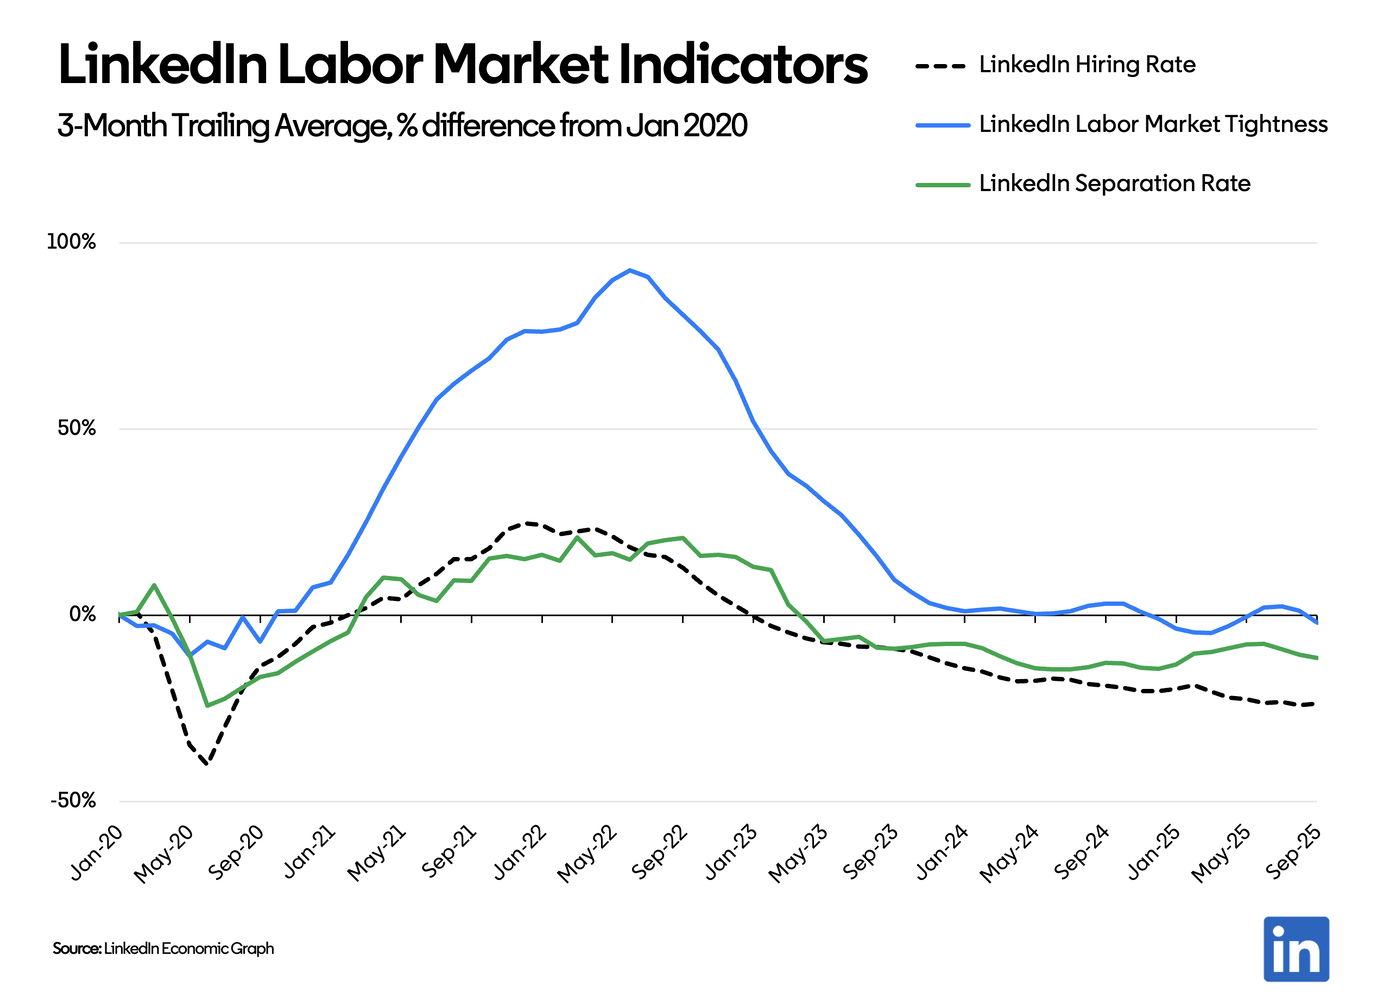 LinkedIn Labor Market Indicators
3-Month Trailing Average, % difference from Jan 2020
LinkedIn Hiring Rate
LinkedIn Labor Market Tightness
LinkedIn Separation Rate
100%
50%
0%
-50%
Jan-20
May-20
Sep-20
Jan-21
May-21
Sep-21
Jan-22
May-22
Sep-22
Jan-23
May-23
Sep-23
Jan-24
May-24
Sep-24
Jan-25
May-25
Sep-25
Source: LinkedIn Economic Graph
in